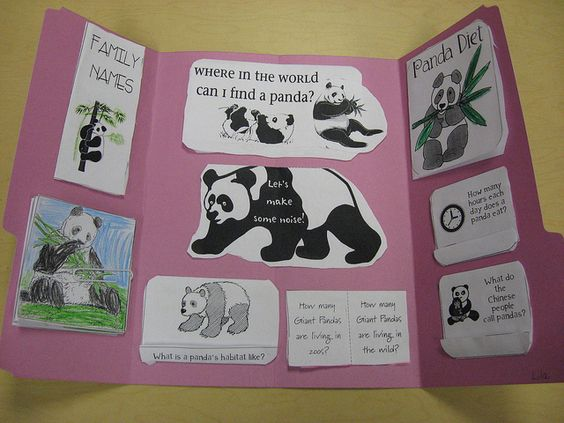 FAMILY
NAMES
WHERE IN THE WORLD
CAN I FIND A PANDA?
Let's
make
some noise!
What is a panda's habitat like?
How many
Giant Pandas
are living in
zoos?
How many
Giant Pandas
are living in
the wild?
Panda Diet
How many
hours each
day does a
panda eat?
What do
the
Chinese
people
call pandas?